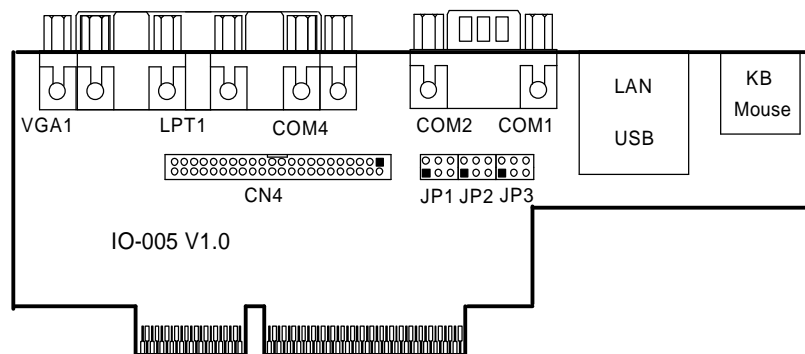 LAN
USB
KB
Mouse
VGA1
LPT1
COM4
COM2
COM1
CN4
JP1
JP2
JP3
IO-005 V1.0